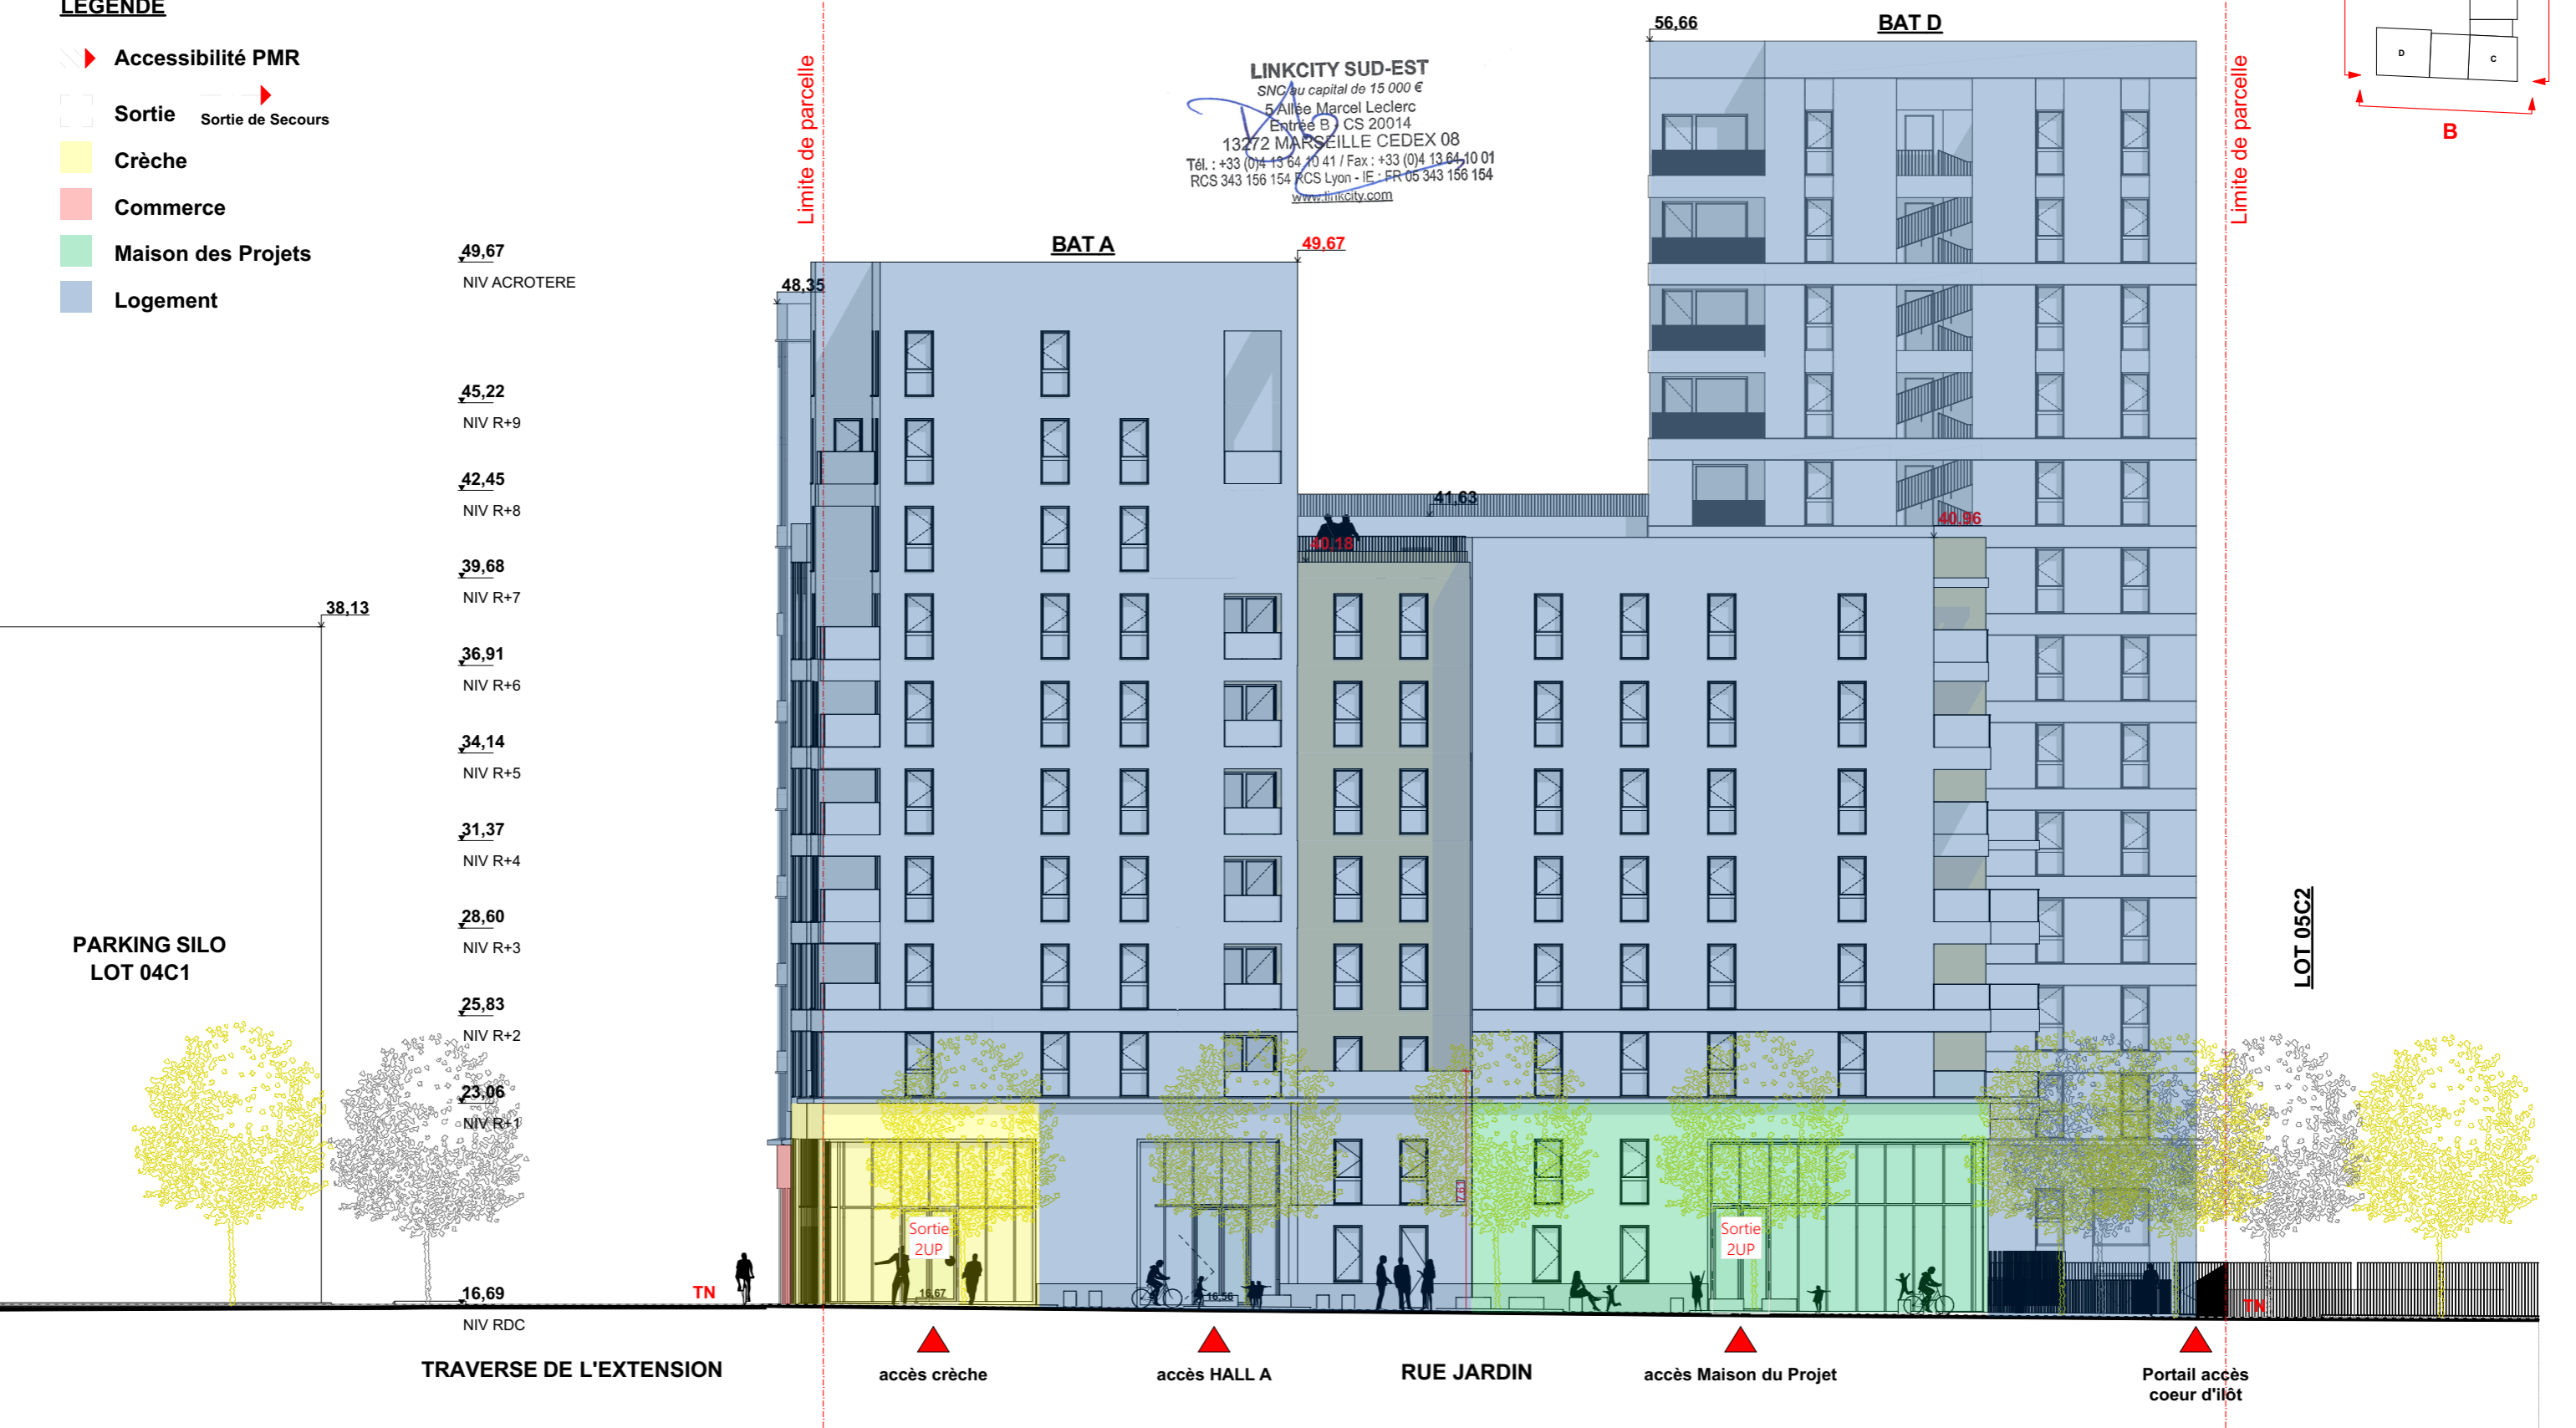 LEGENDE
Accessibilité PMR
Sortie
Sortie de Secours
Crèche
Commerce
Maison des Projets
Logement
49,67
NIV ACROTERE
45,22
NIV R+9
42,45
NIV R+8
39,68
NIV R+7
36,91
NIV R+6
34,14
NIV R+5
31,37
NIV R+4
28,60
NIV R+3
25,83
NIV R+2
23,06
NIV R+1
16,69
NIV RDC
38,13
PARKING SILO
LOT 04C1
Limite de parcelle
48,35
BAT A
49,67
LINKCITY SUD-EST
SNC au capital de 15 000 €
5 Allée Marcel Leclerc
Entrée B - CS 20014
13272 MARSEILLE CEDEX 08
Tél. : +33 (0)4 13 64 10 41 / Fax : +33 (0)4 13 64 10 01
RCS 343 156 154 RCS Lyon - IE : FR 05 343 156 154
www.linkcity.com
56,66
BAT D
Limite de parcelle
D
C
B
41,63
40,18
40,96
LOT 05C2
7.61
Sortie
2UP
Sortie
2UP
16,67
16,56
TN
TN
TRAVERSE DE L'EXTENSION
accès crèche
accès HALL A
RUE JARDIN
accès Maison du Projet
Portail accès
coeur d'ilôt